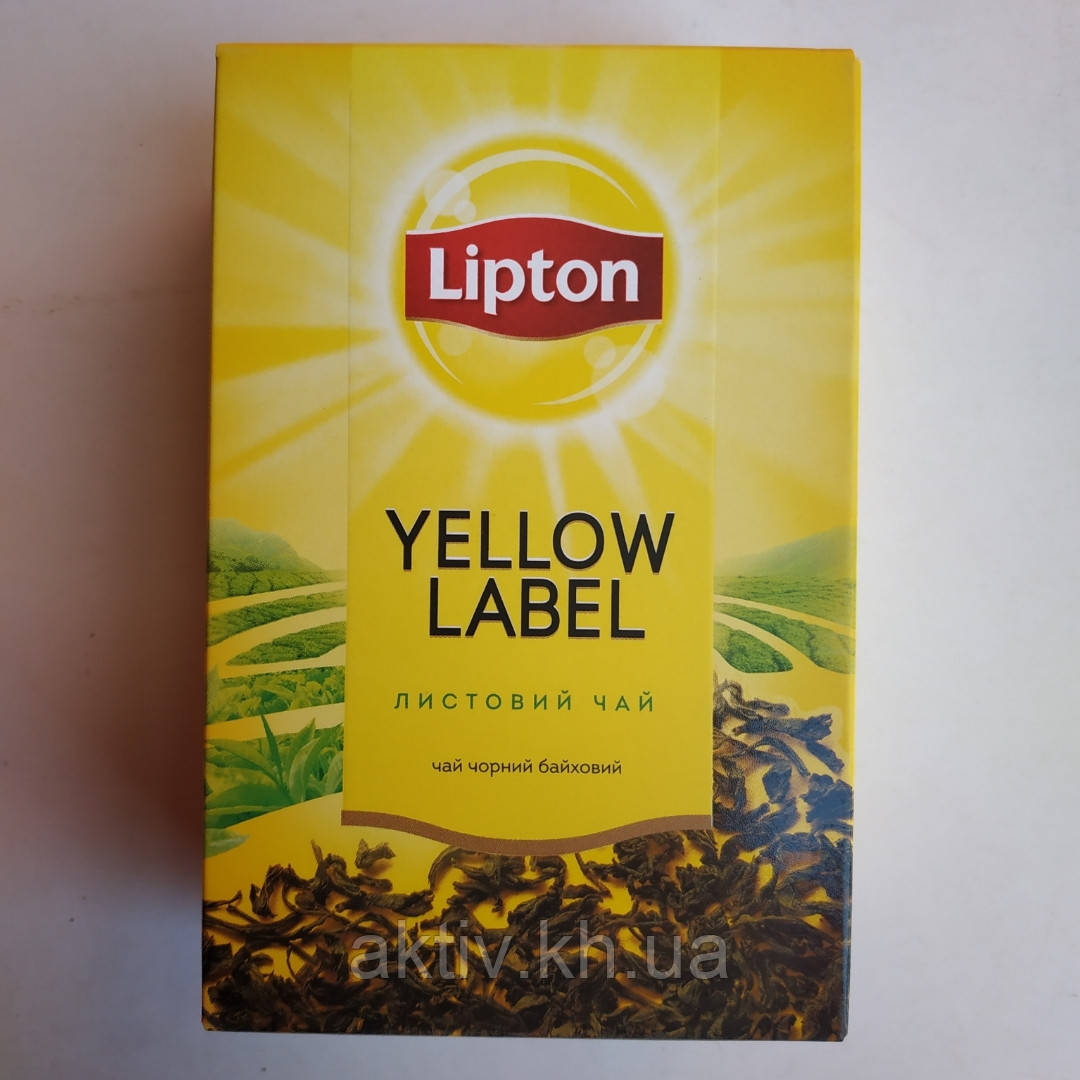 Lipton
YELLOW
LABEL
ЛИСТОВИЙ ЧАЙ
чай чорний байховий
aktiv.kh.ua